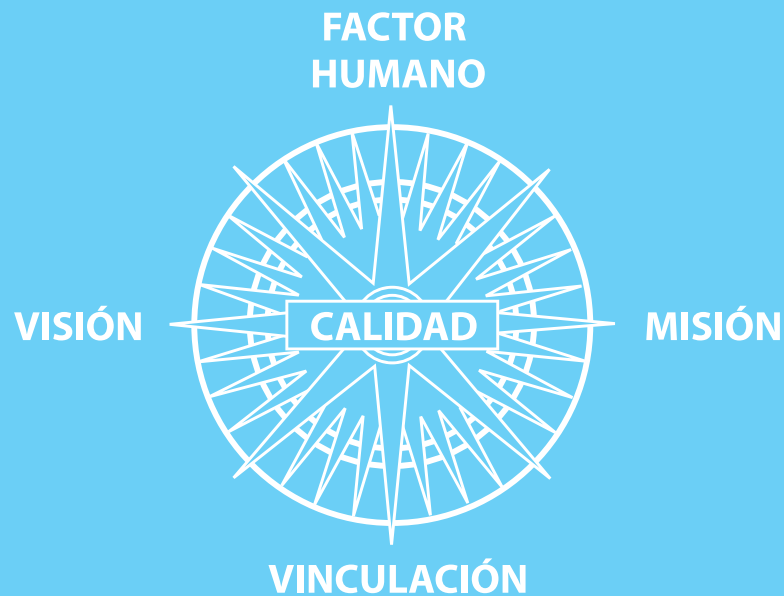 FACTOR
HUMANO
VISIÓN
CALIDAD
MISIÓN
VINCULACIÓN